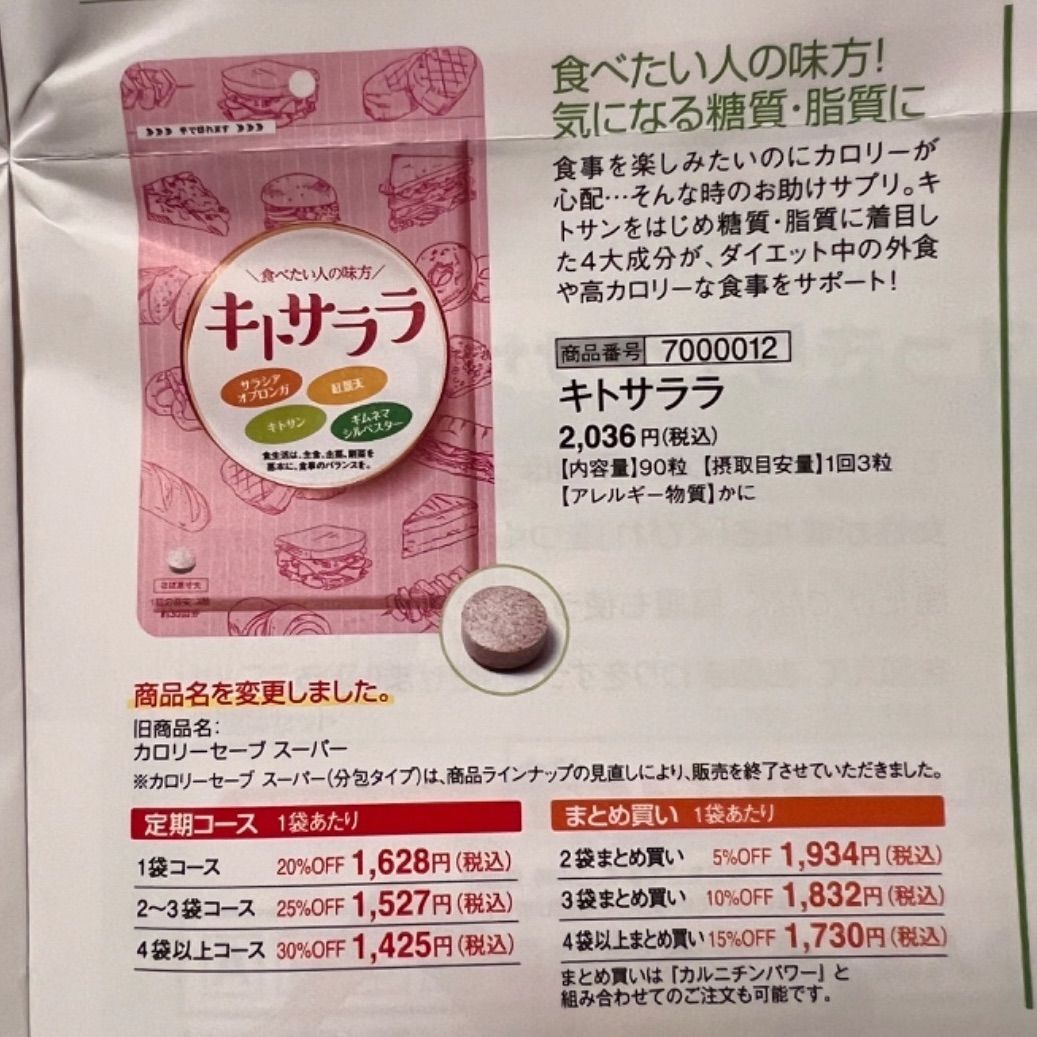 手で切れます
＼食べたい人の味方／
キトサララ
サラシア
オブロンガ
紅景天
キトサン
ギムネマ
シルベスター
食生活は、主食、主菜、副菜を
基本に、食事のバランスを。
食べたい人の味方!
気になる糖質・脂質に
食事を楽しみたいのにカロリーが
心配…そんな時のお助けサプリ。キ
トサンをはじめ糖質・脂質に着目し
た4大成分が、ダイエット中の外食
や高カロリーな食事をサポート!
商品番号 7000012
キトサララ
2,036円(税込)
【内容量】90粒 【摂取目安量】1回3粒
【アレルギー物質】かに
商品名を変更しました。
旧商品名:
カロリーセーブ スーパー
※カロリーセーブ スーパー(分包タイプ)は、商品ラインナップの見直しにより、販売を終了させていただきました。
定期コース 1袋あたり
1袋コース 20%OFF 1,628円(税込)
2〜3袋コース 25%OFF 1,527円(税込)
4袋以上コース 30%OFF 1,425円(税込)
まとめ買い 1袋あたり
2袋まとめ買い 5%OFF 1,934円(税込)
3袋まとめ買い 10%OFF 1,832円(税込)
4袋以上まとめ買い 15%OFF 1,730円(税込)
まとめ買いは『カルニチンパワー』と
組み合わせてのご注文も可能です。